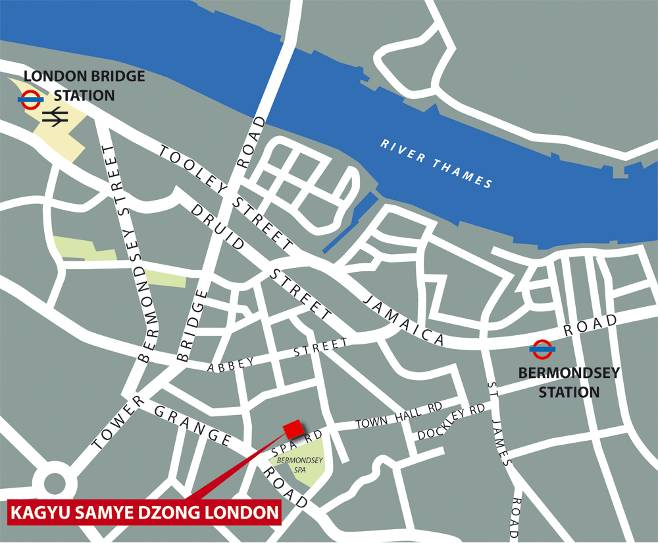 LONDON BRIDGE
STATION
RIVER THAMES
TOOLEY STREET
DRUID STREET
BERMONDSEY STREET
TOWER BRIDGE ROAD
JAMAICA ROAD
ABBEY STREET
BERMONDSEY
STATION
GRANGE ROAD
SPA RD
TOWN HALL RD
DOCKLEY RD
ST JAMES ROAD
BERMONDSEY
SPA
KAGYU SAMYE DZONG LONDON